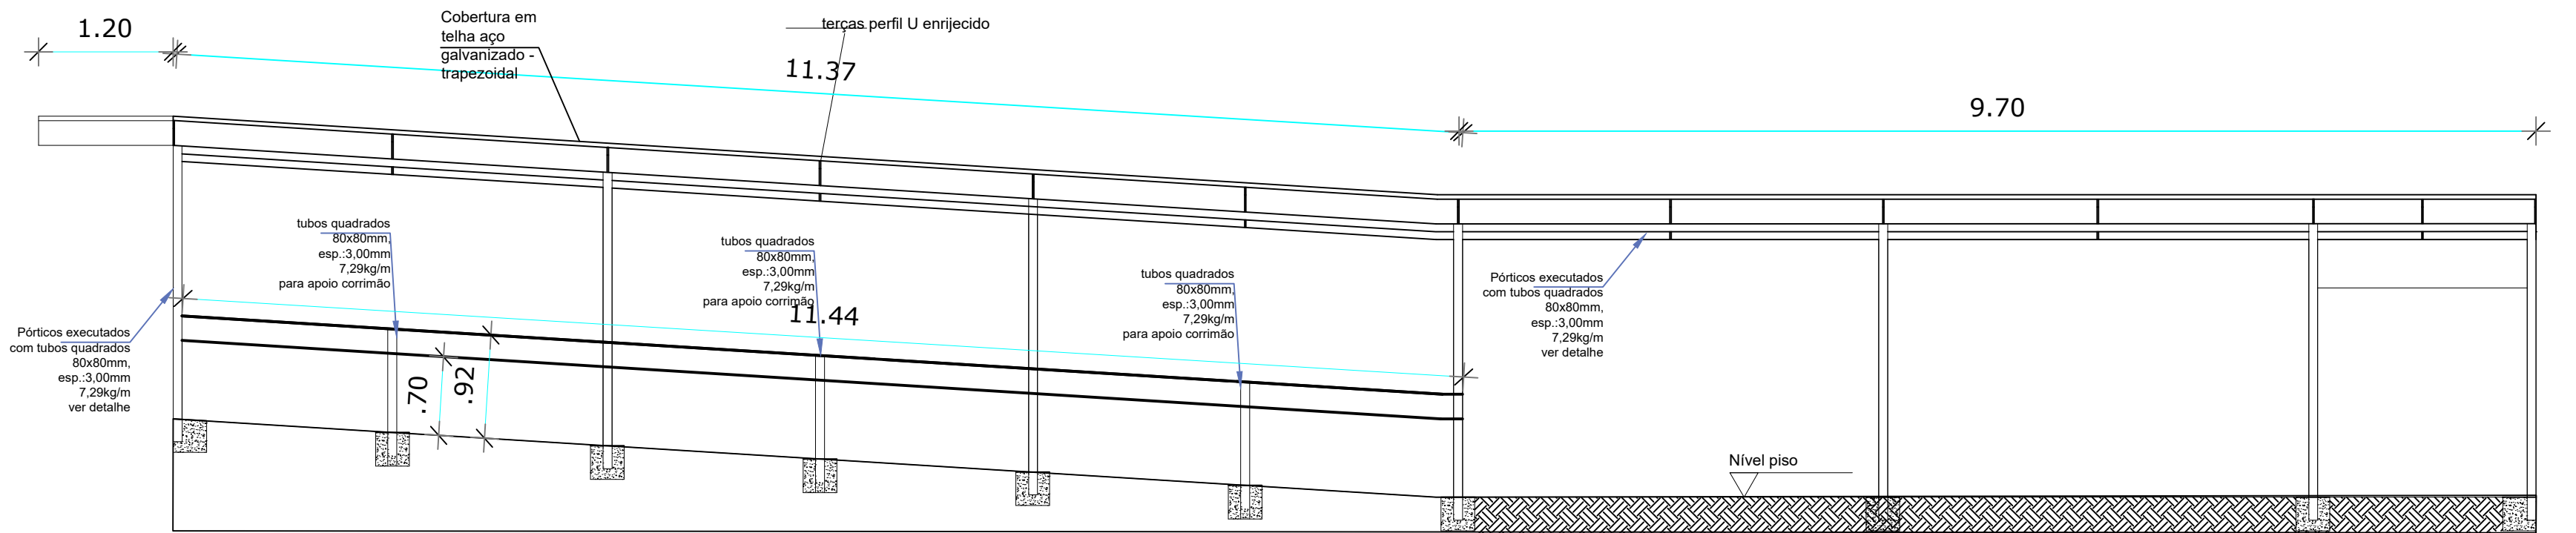 1.20
Cobertura em
telha aço
galvanizado -
trapezoidal
terças perfil U enrijecido
11.37
9.70
tubos quadrados
80x80mm,
esp.:3,00mm
7,29kg/m
para apoio corrimão
tubos quadrados
80x80mm,
esp.:3,00mm
7,29kg/m
para apoio corrimão
tubos quadrados
80x80mm,
esp.:3,00mm
7,29kg/m
para apoio corrimão
Pórticos executados
com tubos quadrados
80x80mm,
esp.:3,00mm
7,29kg/m
ver detalhe
11.44
Pórticos executados
com tubos quadrados
80x80mm,
esp.:3,00mm
7,29kg/m
ver detalhe
.70
.92
Nível piso